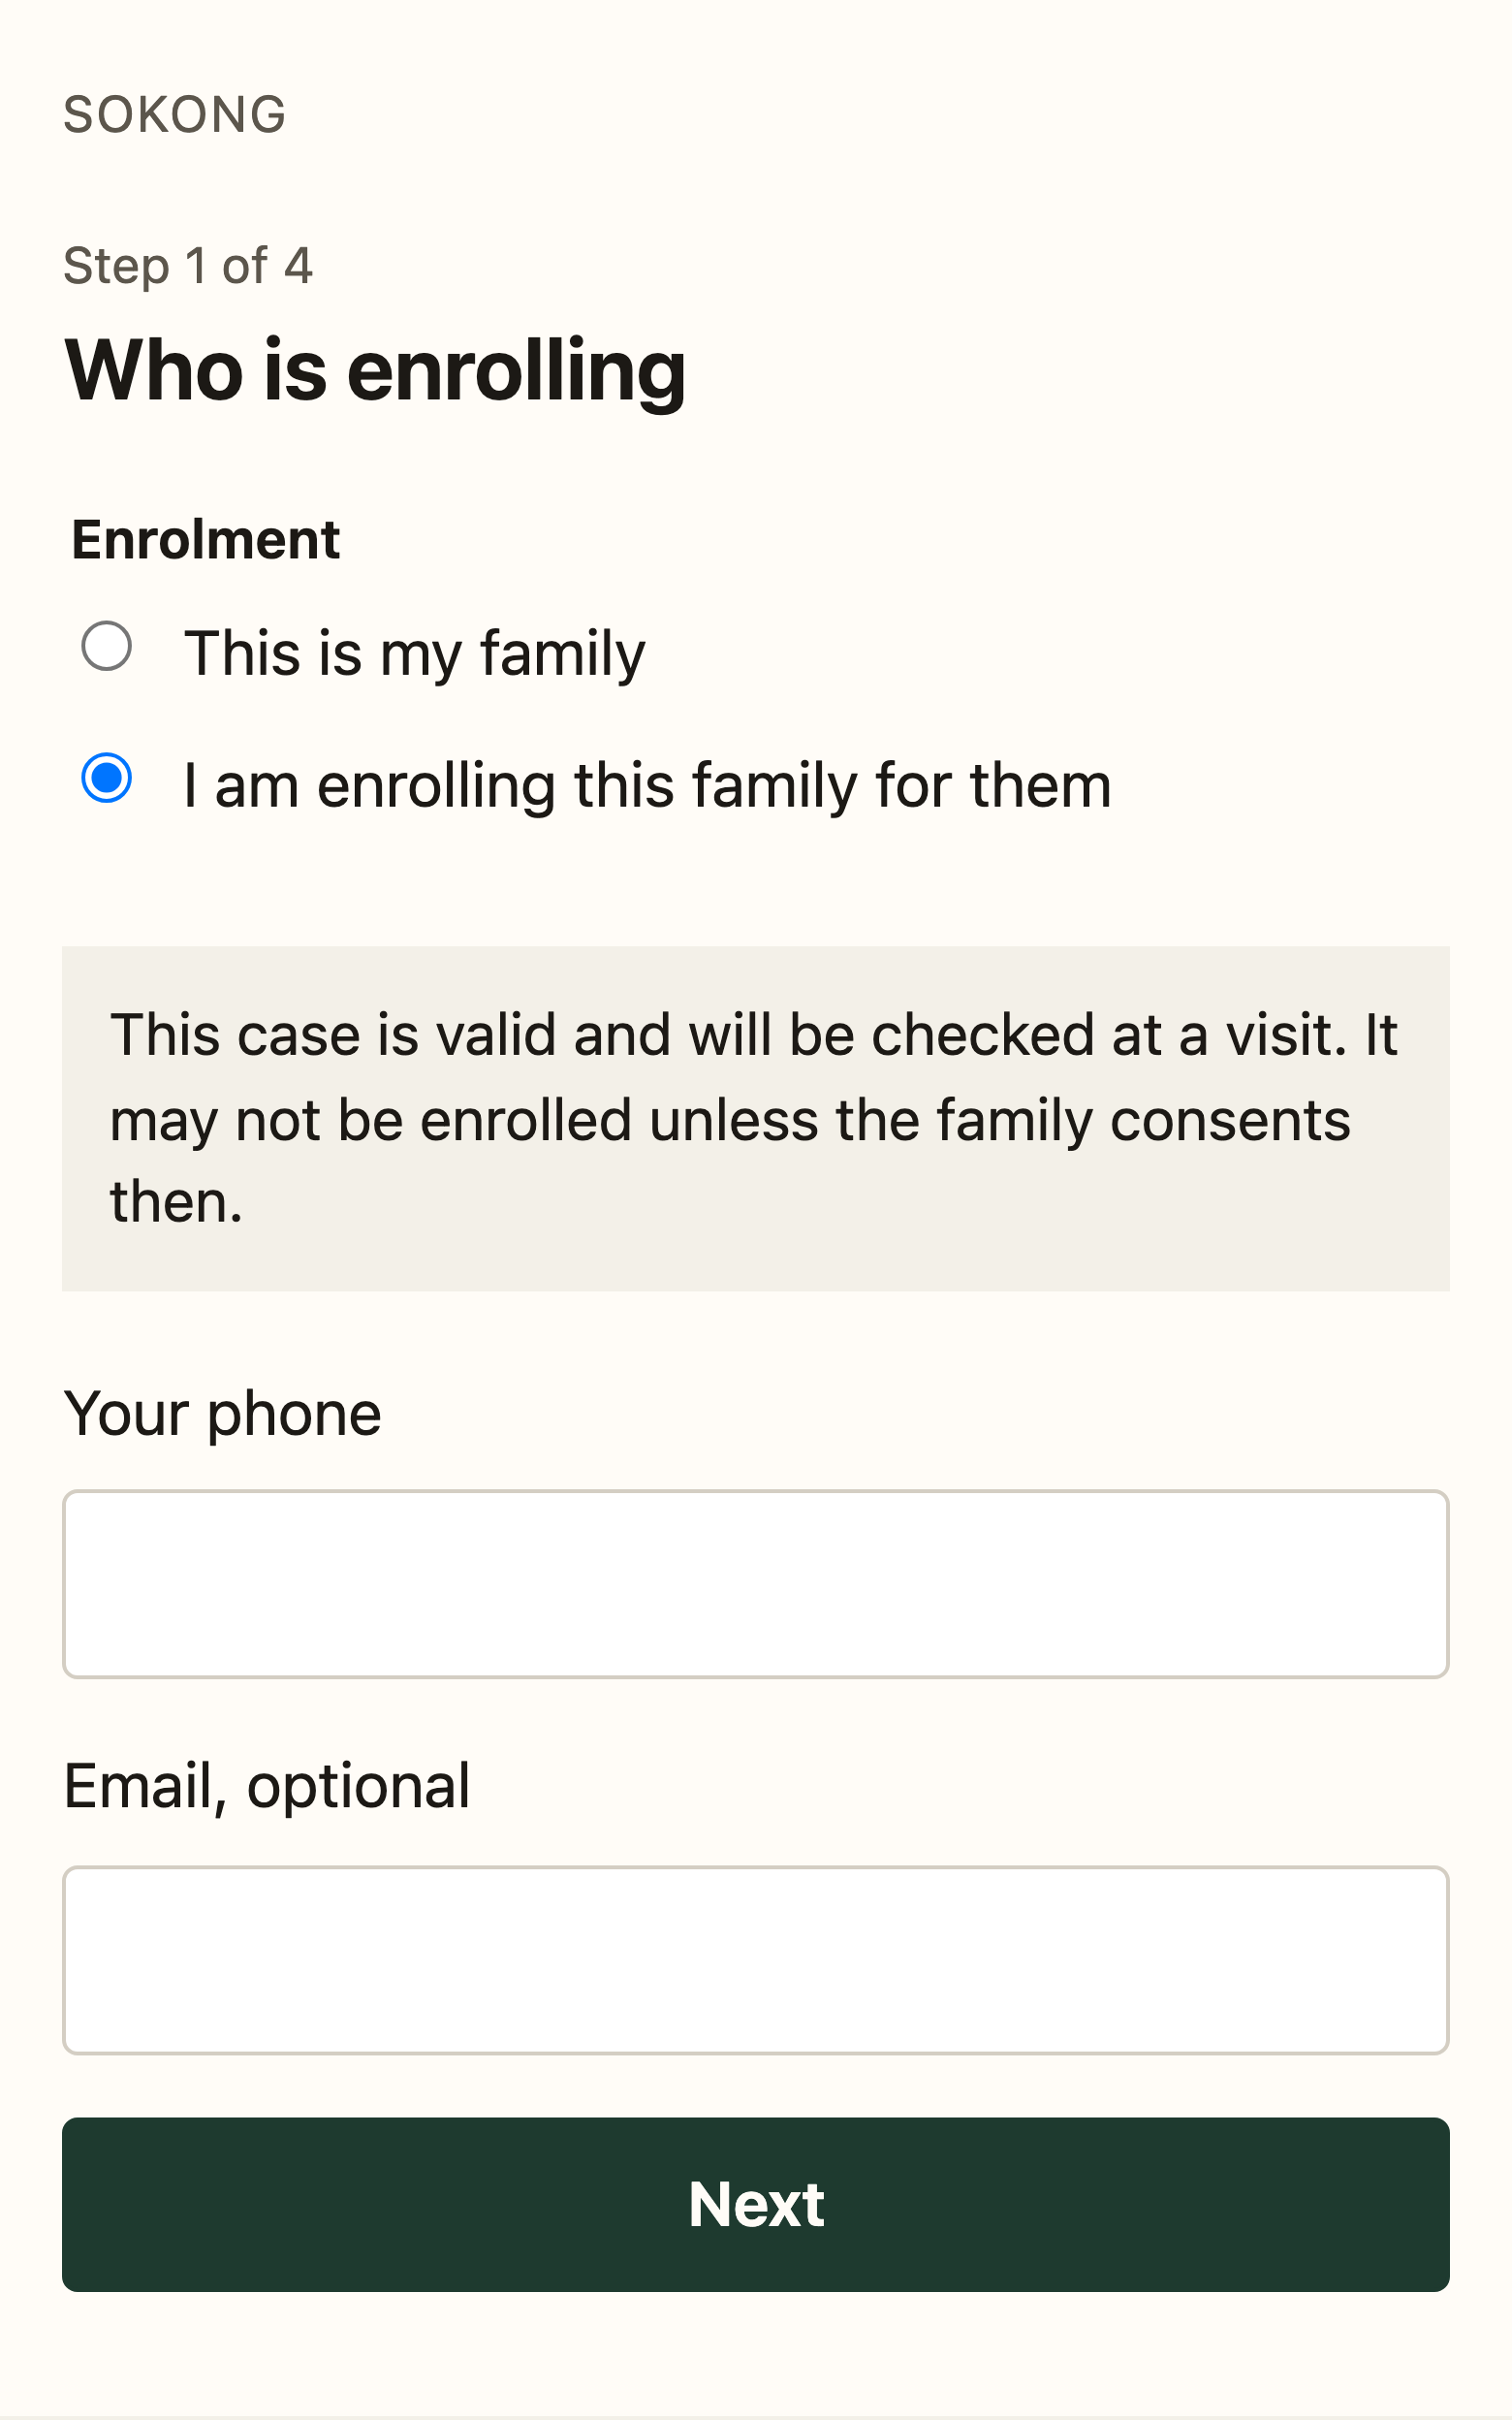 SOKONG
Step 1 of 4
Who is enrolling
Enrolment
This is my family
I am enrolling this family for them
This case is valid and will be checked at a visit. It
may not be enrolled unless the family consents
then.
Your phone
Email, optional
Next